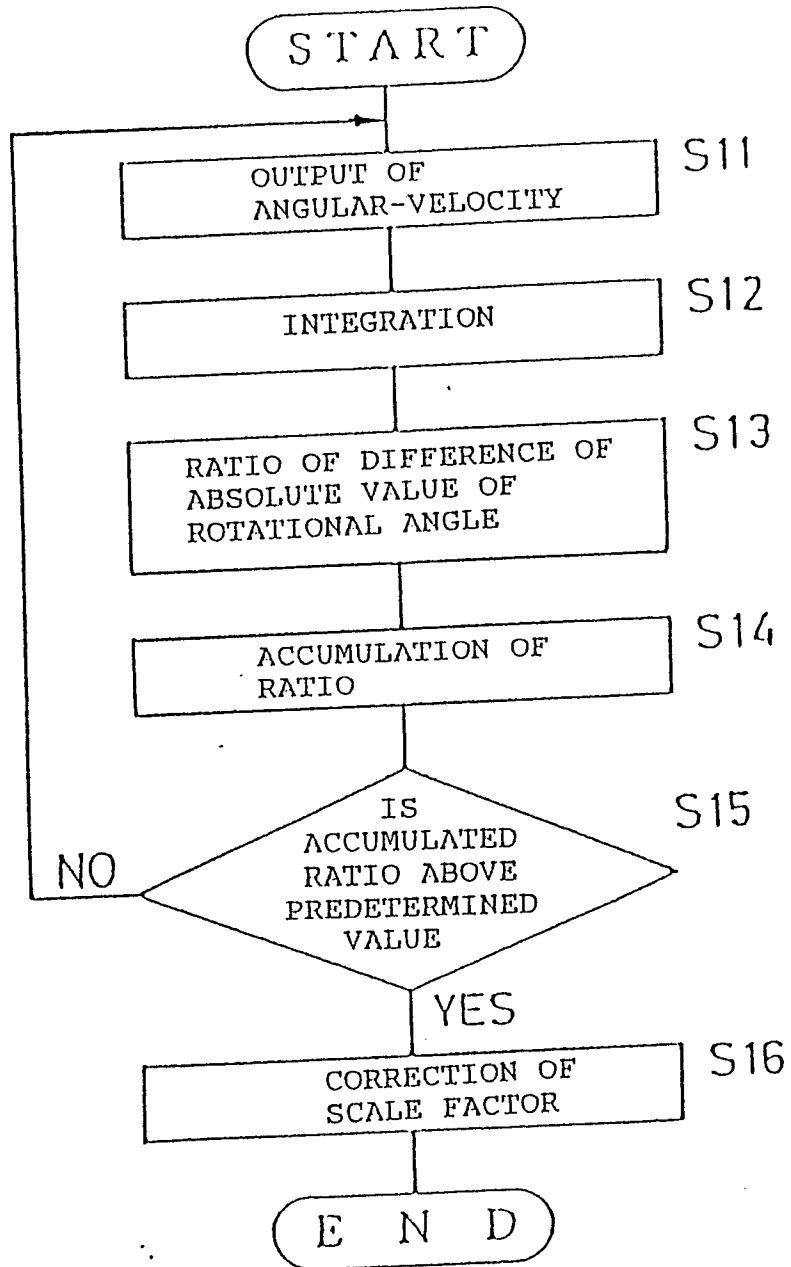 START
S11
OUTPUT OF
ANGULAR-VELOCITY
S12
INTEGRATION
S13
RATIO OF DIFFERENCE OF
ABSOLUTE VALUE OF
ROTATIONAL ANGLE
S14
ACCUMULATION OF
RATIO
S15
IS
ACCUMULATED
RATIO ABOVE
PREDETERMINED
VALUE
NO
YES
S16
CORRECTION OF
SCALE FACTOR
END